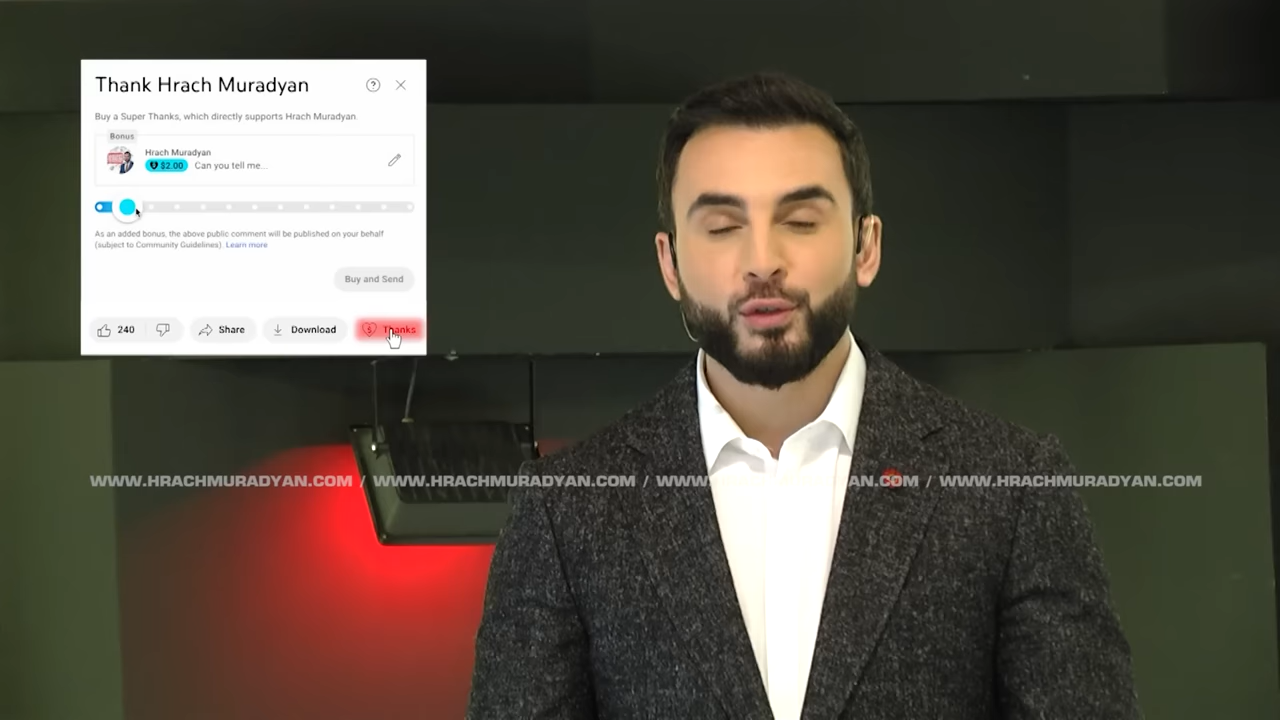 Thank Hrach Muradyan
Buy a Super Thanks, which directly supports Hrach Muradyan.
Bonus
Hrach Muradyan
$2.00 Can you tell me...
As an added bonus, the above public comment will be published on your behalf
(subject to Community Guidelines). Learn more
Buy and Send
240 Share Download Thanks
WWW.HRACHMURADYAN.COM / WWW.HRACHMURADYAN.COM / WWW.HRACHMURADYAN.COM / WWW.HRACHMURADYAN.COM